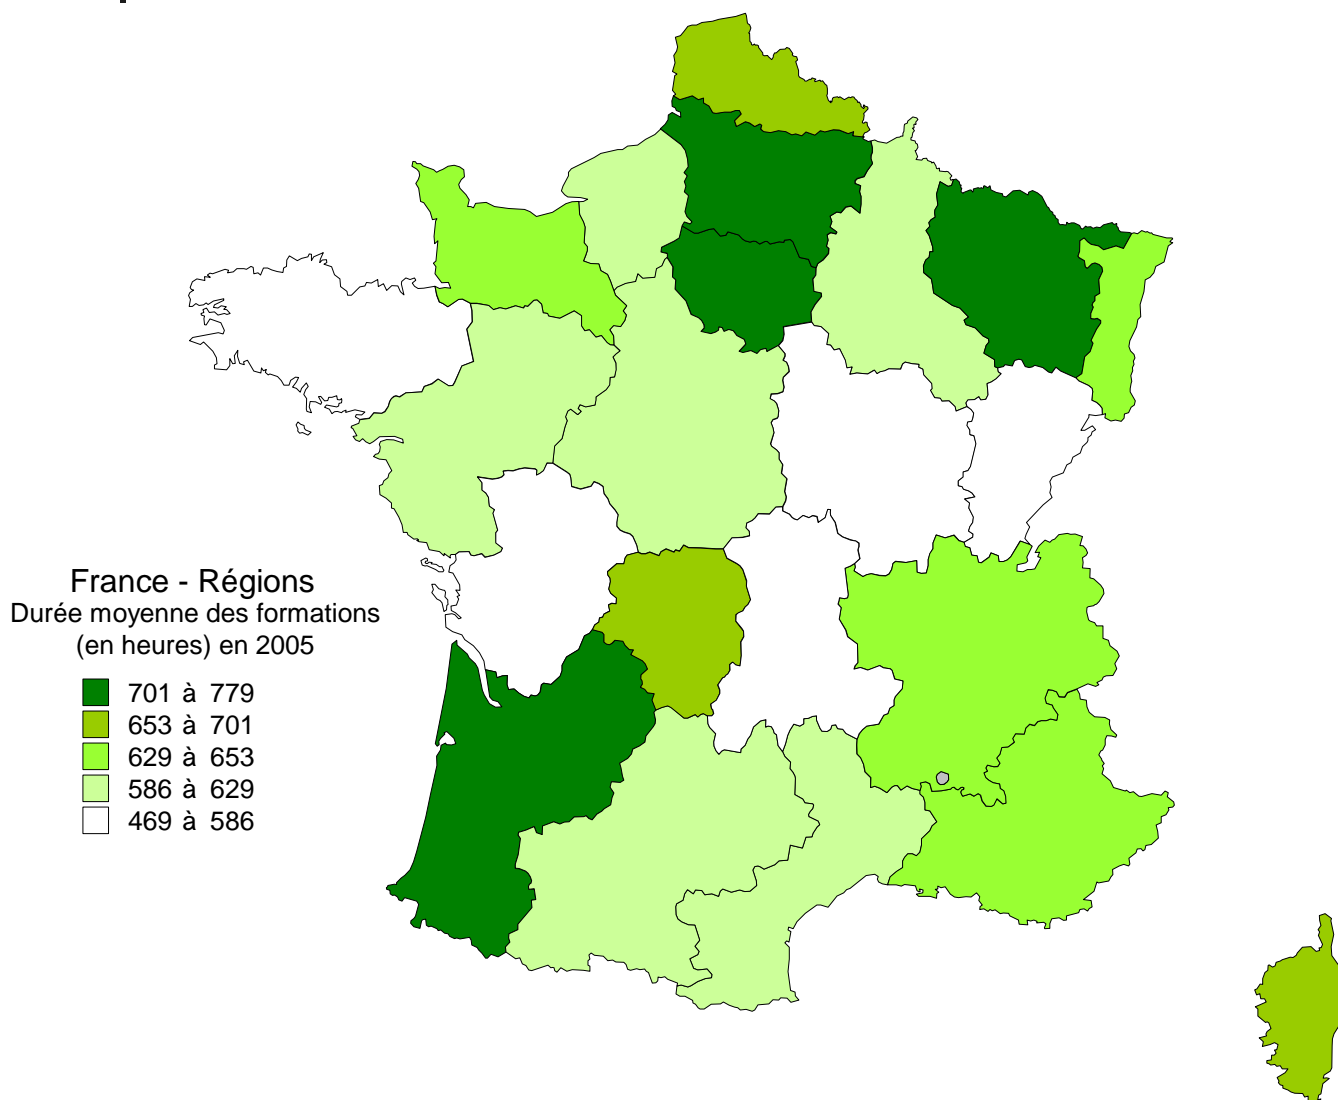 France - Régions
Durée moyenne des formations
(en heures) en 2005
701 à 779
653 à 701
629 à 653
586 à 629
469 à 586